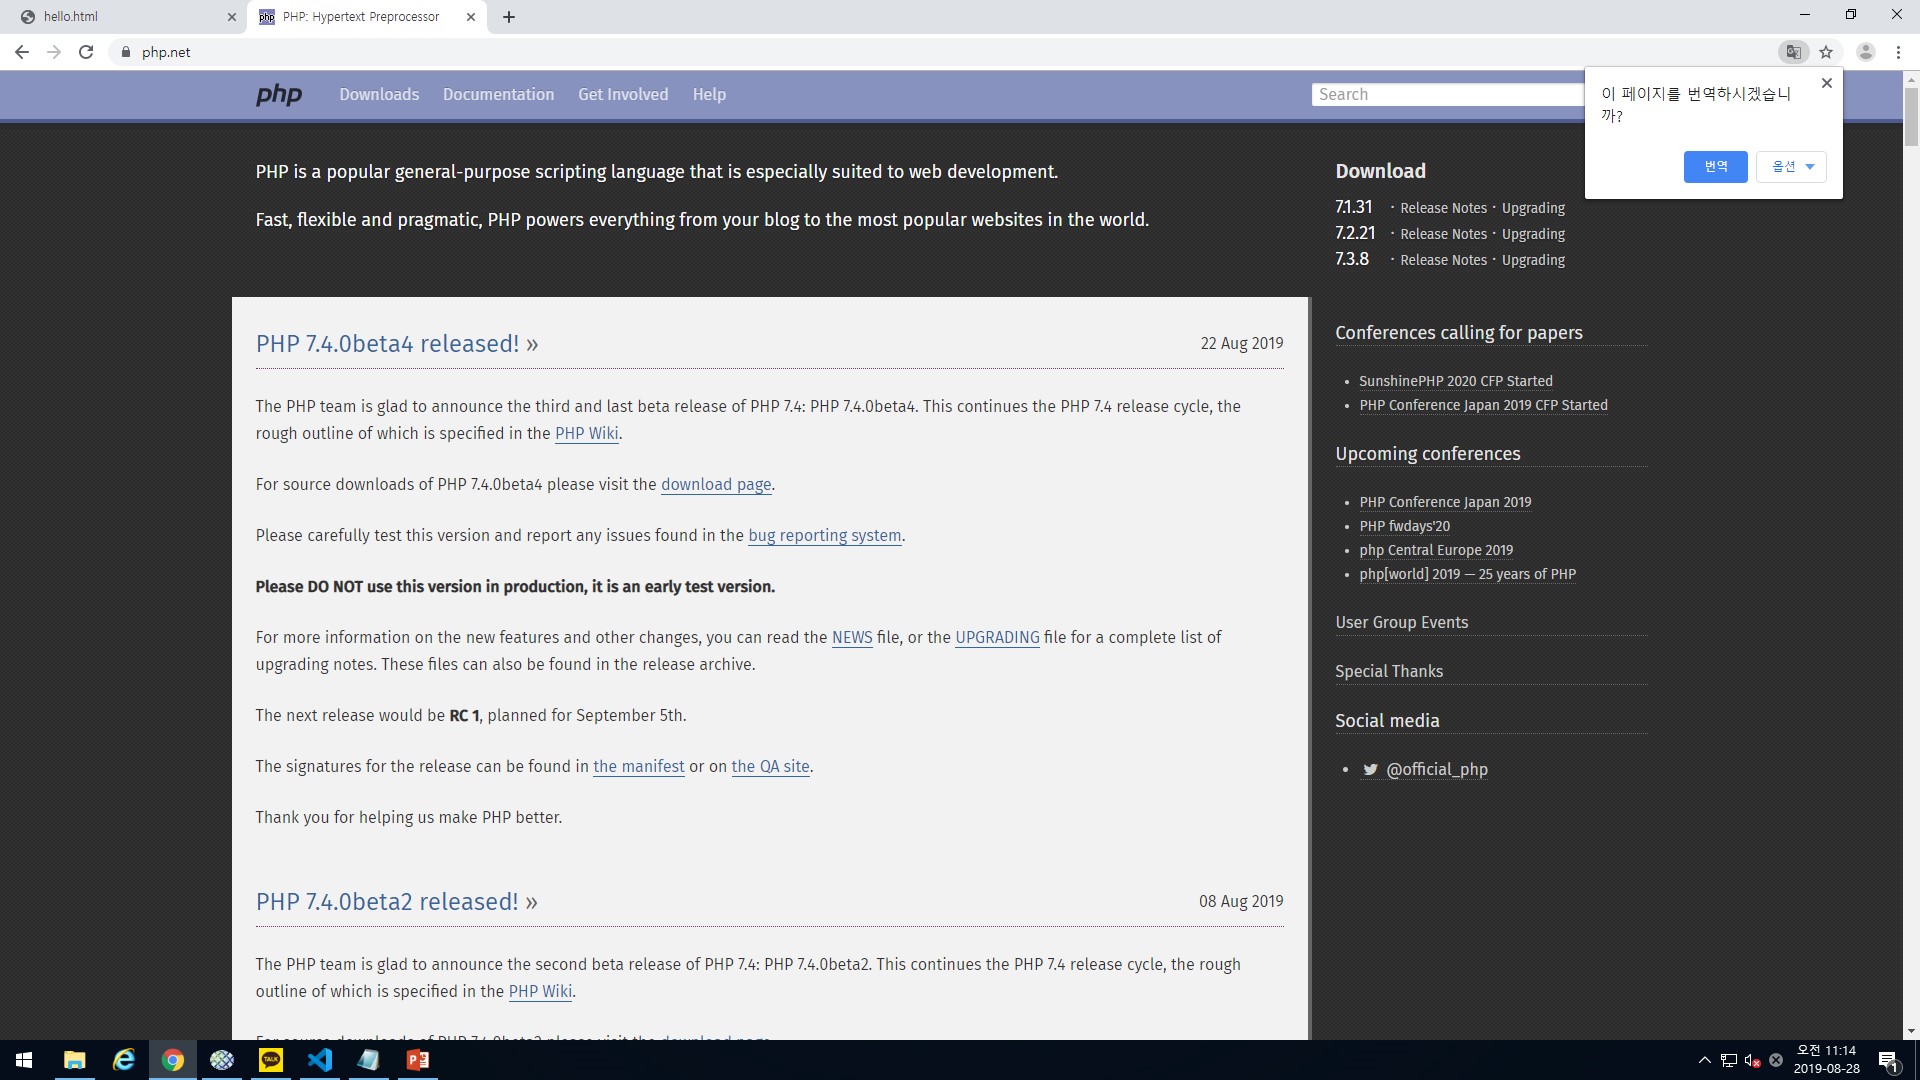 hello.html
php PHP: Hypertext Preprocessor
php.net
php Downloads Documentation Get Involved Help Search
이 페이지를 번역하시겠습니
까?
번역 옵션
PHP is a popular general-purpose scripting language that is especially suited to web development.
Fast, flexible and pragmatic, PHP powers everything from your blog to the most popular websites in the world.
Download
7.1.31 · Release Notes · Upgrading
7.2.21 · Release Notes · Upgrading
7.3.8 · Release Notes · Upgrading
PHP 7.4.0beta4 released! » 22 Aug 2019
The PHP team is glad to announce the third and last beta release of PHP 7.4: PHP 7.4.0beta4. This continues the PHP 7.4 release cycle, the
rough outline of which is specified in the PHP Wiki.
For source downloads of PHP 7.4.0beta4 please visit the download page.
Please carefully test this version and report any issues found in the bug reporting system.
Please DO NOT use this version in production, it is an early test version.
For more information on the new features and other changes, you can read the NEWS file, or the UPGRADING file for a complete list of
upgrading notes. These files can also be found in the release archive.
The next release would be RC 1, planned for September 5th.
The signatures for the release can be found in the manifest or on the QA site.
Thank you for helping us make PHP better.
PHP 7.4.0beta2 released! » 08 Aug 2019
The PHP team is glad to announce the second beta release of PHP 7.4: PHP 7.4.0beta2. This continues the PHP 7.4 release cycle, the rough
outline of which is specified in the PHP Wiki.
For source downloads of PHP 7.4.0beta2 please visit the download page
Conferences calling for papers
• SunshinePHP 2020 CFP Started
• PHP Conference Japan 2019 CFP Started
Upcoming conferences
• PHP Conference Japan 2019
• PHP fwdays'20
• php Central Europe 2019
• php[world] 2019 — 25 years of PHP
User Group Events
Special Thanks
Social media
• @official_php
TALK
오전 11:14
2019-08-28
1